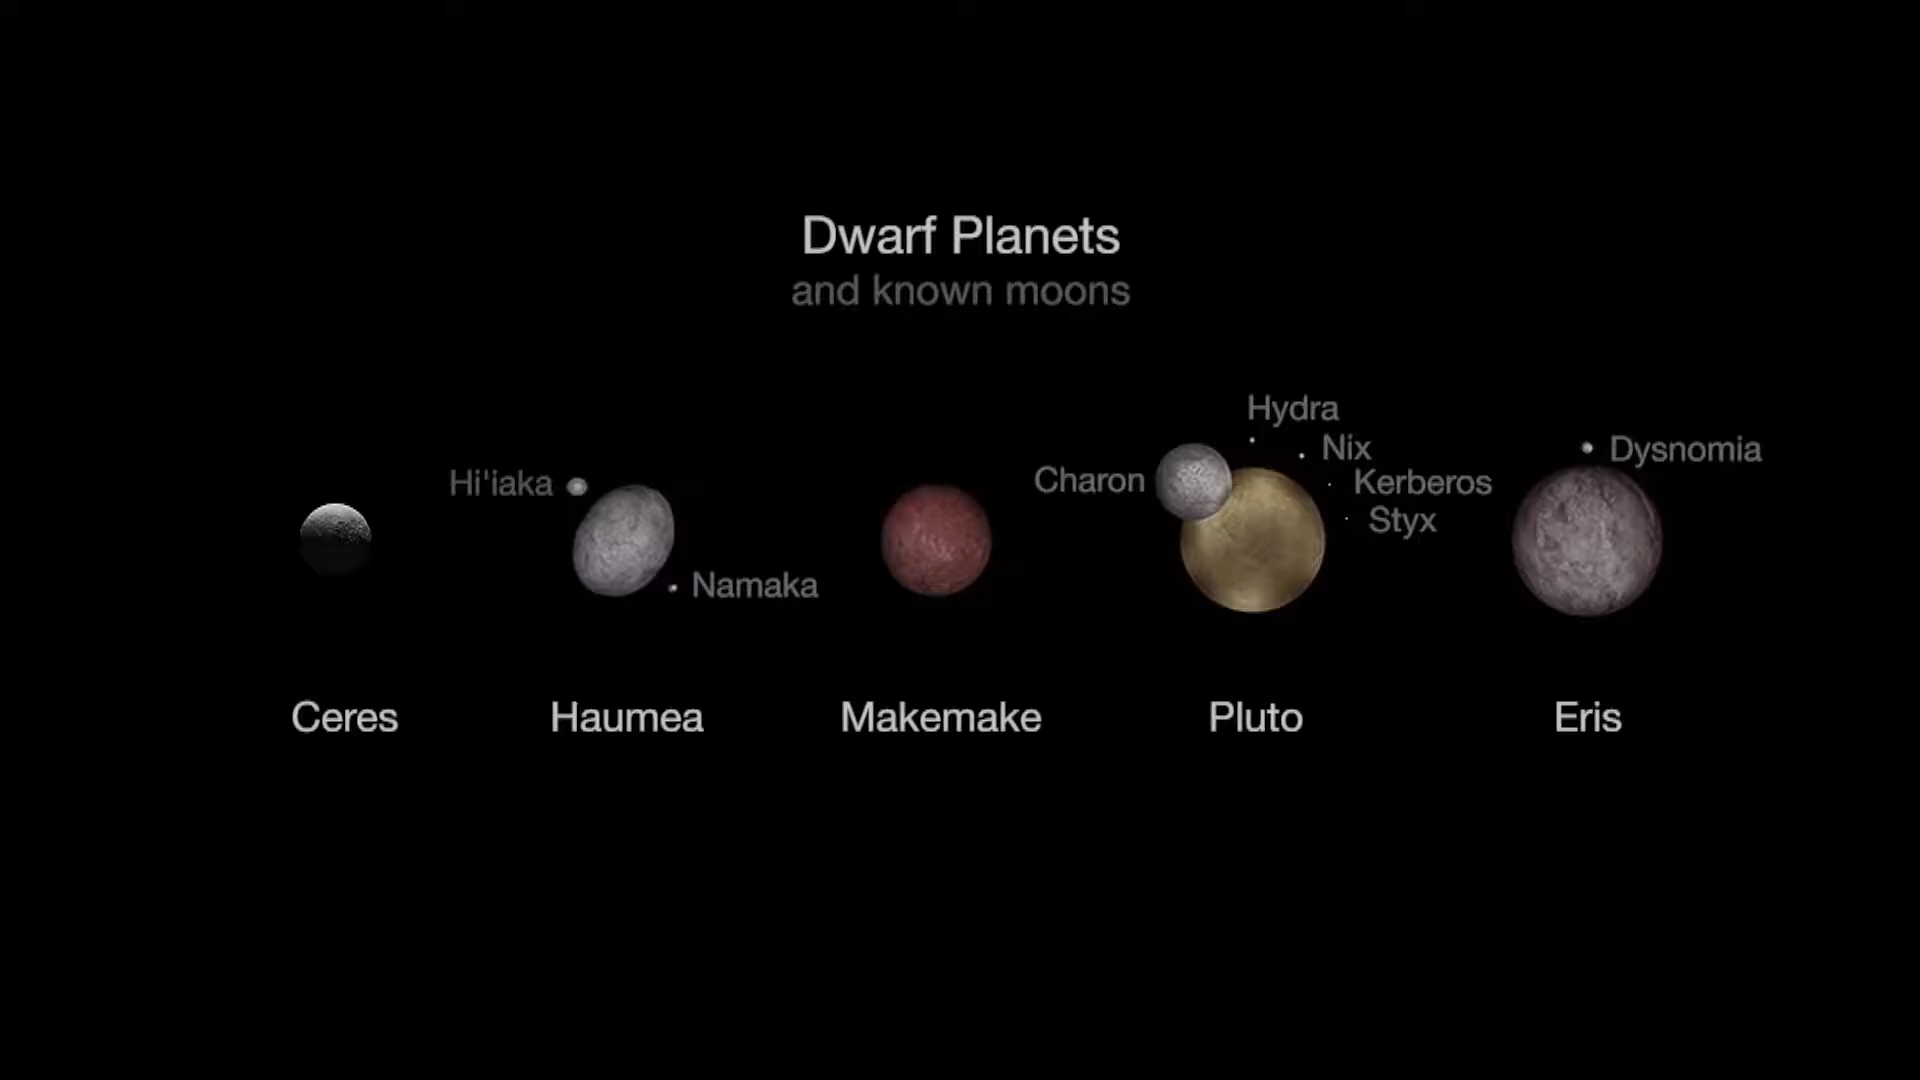 Dwarf Planets
and known moons
Hydra
Nix
Dysnomia
Charon
Kerberos
Hi'iaka
Styx
Namaka
Ceres
Haumea
Makemake
Pluto
Eris